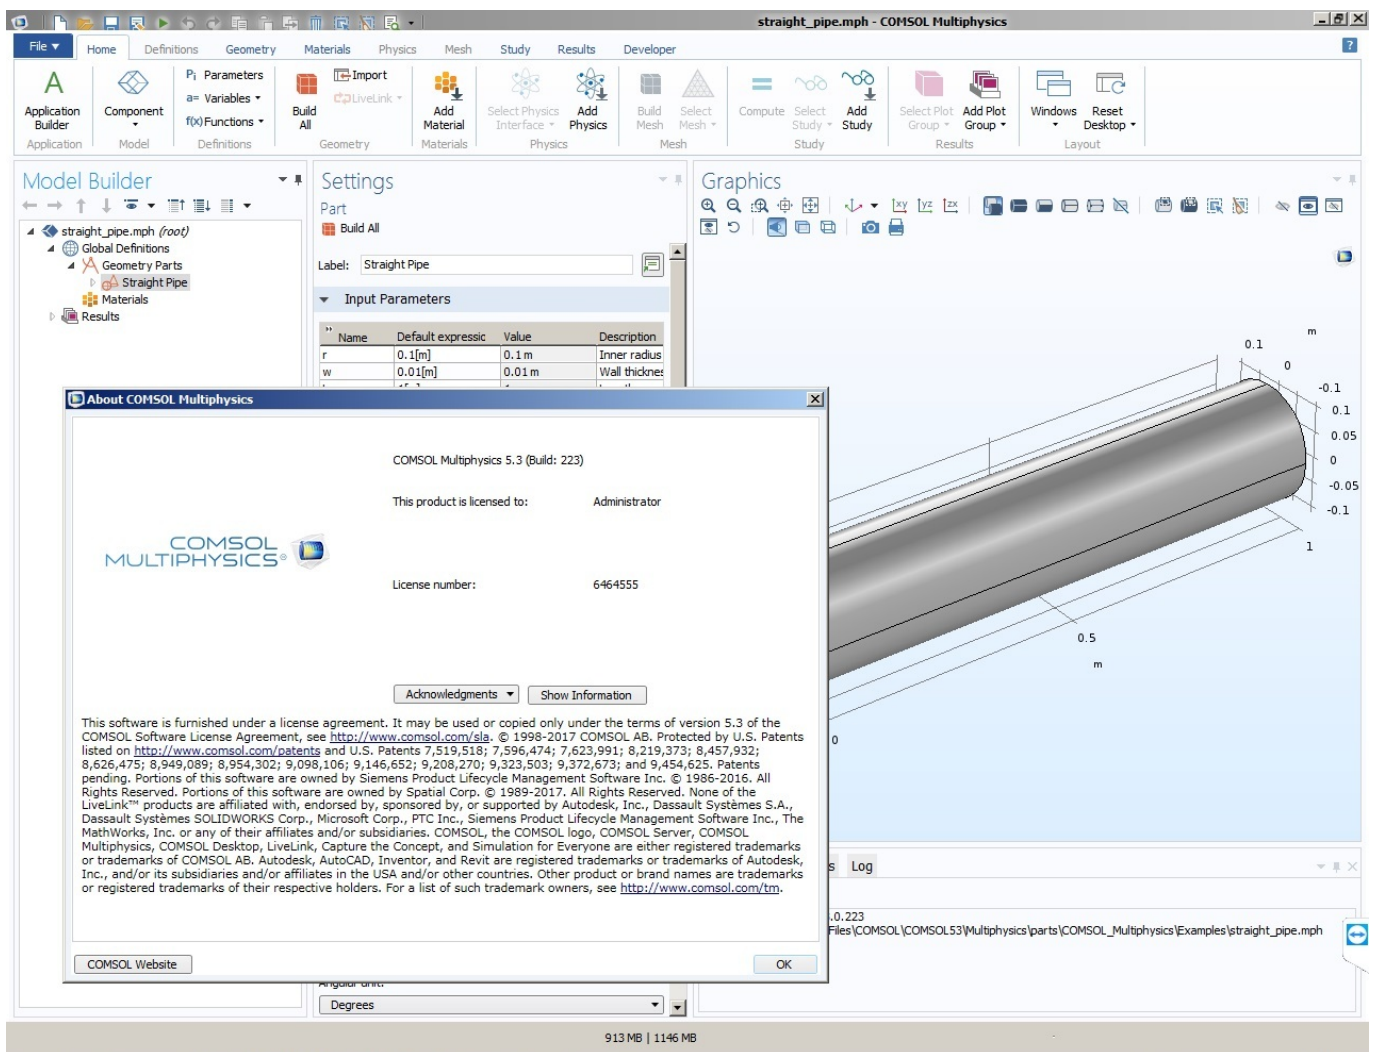 straight_pipe.mph - COMSOL Multiphysics
File Home Definitions Geometry Materials Physics Mesh Study Results Developer
Application Builder
Application
Component
Model
Pi Parameters
a= Variables
f(x) Functions
Definitions
Build All
Import
LiveLink
Geometry
Add Material
Materials
Select Physics Interface
Add Physics
Physics
Build Mesh
Select Mesh
Mesh
Compute
Select Study
Add Study
Study
Select Plot Group
Add Plot Group
Results
Windows
Reset Desktop
Layout
Model Builder
straight_pipe.mph (root)
Global Definitions
Geometry Parts
Straight Pipe
Materials
Results
Settings
Part
Build All
Label: Straight Pipe
Input Parameters
Name Default expressic Value Description
r 0.1[m] 0.1 m Inner radius
w 0.01[m] 0.01 m Wall thicknes
Graphics
xy yz zx
m
0.1
0
-0.1
0.1
0.05
0
-0.05
-0.1
1
0.5
m
0
About COMSOL Multiphysics
COMSOL Multiphysics 5.3 (Build: 223)
This product is licensed to: Administrator
COMSOL
MULTIPHYSICS®
License number: 6464555
Acknowledgments Show Information
This software is furnished under a license agreement. It may be used or copied only under the terms of version 5.3 of the
COMSOL Software License Agreement, see http://www.comsol.com/sla. © 1998-2017 COMSOL AB. Protected by U.S. Patents
listed on http://www.comsol.com/patents and U.S. Patents 7,519,518; 7,596,474; 7,623,991; 8,219,373; 8,457,932;
8,626,475; 8,949,089; 8,954,302; 9,098,106; 9,146,652; 9,208,270; 9,323,503; 9,372,673; and 9,454,625. Patents
pending. Portions of this software are owned by Siemens Product Lifecycle Management Software Inc. © 1986-2016. All
Rights Reserved. Portions of this software are owned by Spatial Corp. © 1989-2017. All Rights Reserved. None of the
LiveLink™ products are affiliated with, endorsed by, sponsored by, or supported by Autodesk, Inc., Dassault Systèmes S.A.,
Dassault Systèmes SOLIDWORKS Corp., Microsoft Corp., PTC Inc., Siemens Product Lifecycle Management Software Inc., The
MathWorks, Inc. or any of their affiliates and/or subsidiaries. COMSOL, the COMSOL logo, COMSOL Server, COMSOL
Multiphysics, COMSOL Desktop, LiveLink, Capture the Concept, and Simulation for Everyone are either registered trademarks
or trademarks of COMSOL AB. Autodesk, AutoCAD, Inventor, and Revit are registered trademarks or trademarks of Autodesk,
Inc., and/or its subsidiaries and/or affiliates in the USA and/or other countries. Other product or brand names are trademarks
or registered trademarks of their respective holders. For a list of such trademark owners, see http://www.comsol.com/tm.
COMSOL Website OK
s Log
.0.223
Files\COMSOL\COMSOL53\Multiphysics\parts\COMSOL_Multiphysics\Examples\straight_pipe.mph
Angular unit:
Degrees
913 MB | 1146 MB